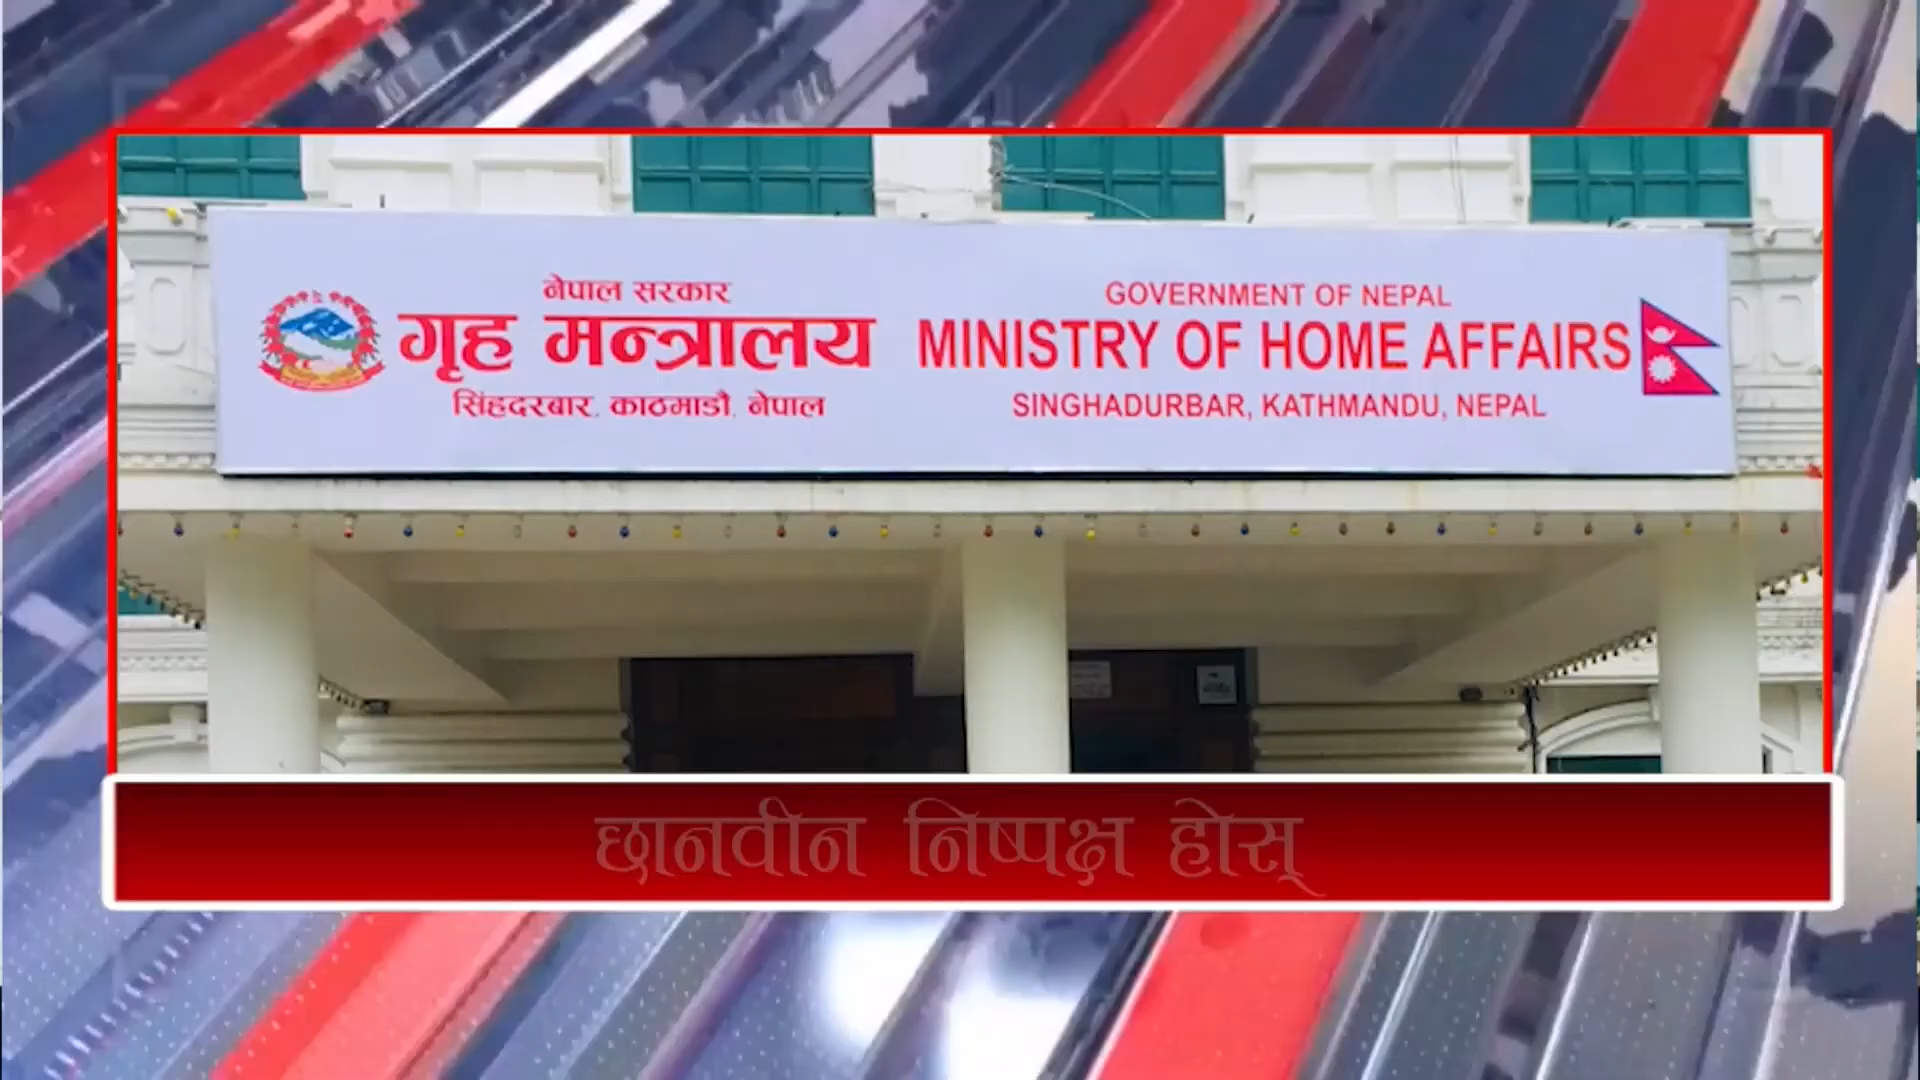 नेपाल सरकार
गृह मन्त्रालय
सिंहदरबार, काठमाडौं, नेपाल
GOVERNMENT OF NEPAL
MINISTRY OF HOME AFFAIRS
SINGHADURBAR, KATHMANDU, NEPAL
छानवीन निष्पक्ष होस्